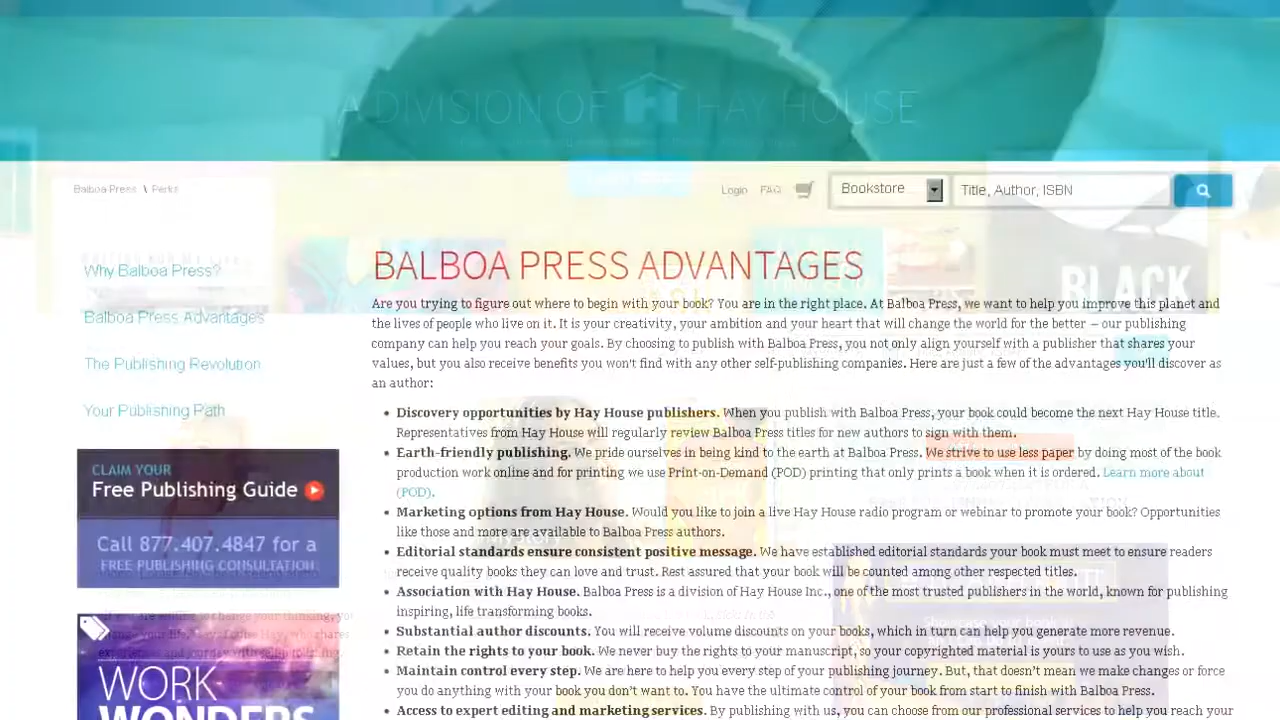 A DIVISION OF HAY HOUSE
Balboa Press \ Perks
Login FAQ
Bookstore
Title, Author, ISBN
Why Balboa Press?
Balboa Press Advantages
The Publishing Revolution
Your Publishing Path
CLAIM YOUR
Free Publishing Guide
Call 877.407.4847 for a
FREE PUBLISHING CONSULTATION
WORK
WONDERS
BLACK
BALBOA PRESS ADVANTAGES
Are you trying to figure out where to begin with your book? You are in the right place. At Balboa Press, we want to help you improve this planet and
the lives of people who live on it. It is your creativity, your ambition and your heart that will change the world for the better – our publishing
company can help you reach your goals. By choosing to publish with Balboa Press, you not only align yourself with a publisher that shares your
values, but you also receive benefits you won't find with any other self-publishing companies. Here are just a few of the advantages you'll discover as
an author:
• Discovery opportunities by Hay House publishers. When you publish with Balboa Press, your book could become the next Hay House title.
Representatives from Hay House will regularly review Balboa Press titles for new authors to sign with them.
• Earth-friendly publishing. We pride ourselves in being kind to the earth at Balboa Press. We strive to use less paper by doing most of the book
production work online and for printing we use Print-on-Demand (POD) printing that only prints a book when it is ordered. Learn more about
(POD).
• Marketing options from Hay House. Would you like to join a live Hay House radio program or webinar to promote your book? Opportunities
like those and more are available to Balboa Press authors.
• Editorial standards ensure consistent positive message. We have established editorial standards your book must meet to ensure readers
receive quality books they can love and trust. Rest assured that your book will be counted among other respected titles.
• Association with Hay House. Balboa Press is a division of Hay House Inc., one of the most trusted publishers in the world, known for publishing
inspiring, life transforming books.
• Substantial author discounts. You will receive volume discounts on your books, which in turn can help you generate more revenue.
• Retain the rights to your book. We never buy the rights to your manuscript, so your copyrighted material is yours to use as you wish.
• Maintain control every step. We are here to help you every step of your publishing journey. But, that doesn't mean we make changes or force
you do anything with your book you don't want to. You have the ultimate control of your book from start to finish with Balboa Press.
• Access to expert editing and marketing services. By publishing with us, you can choose from our professional services to help you reach your